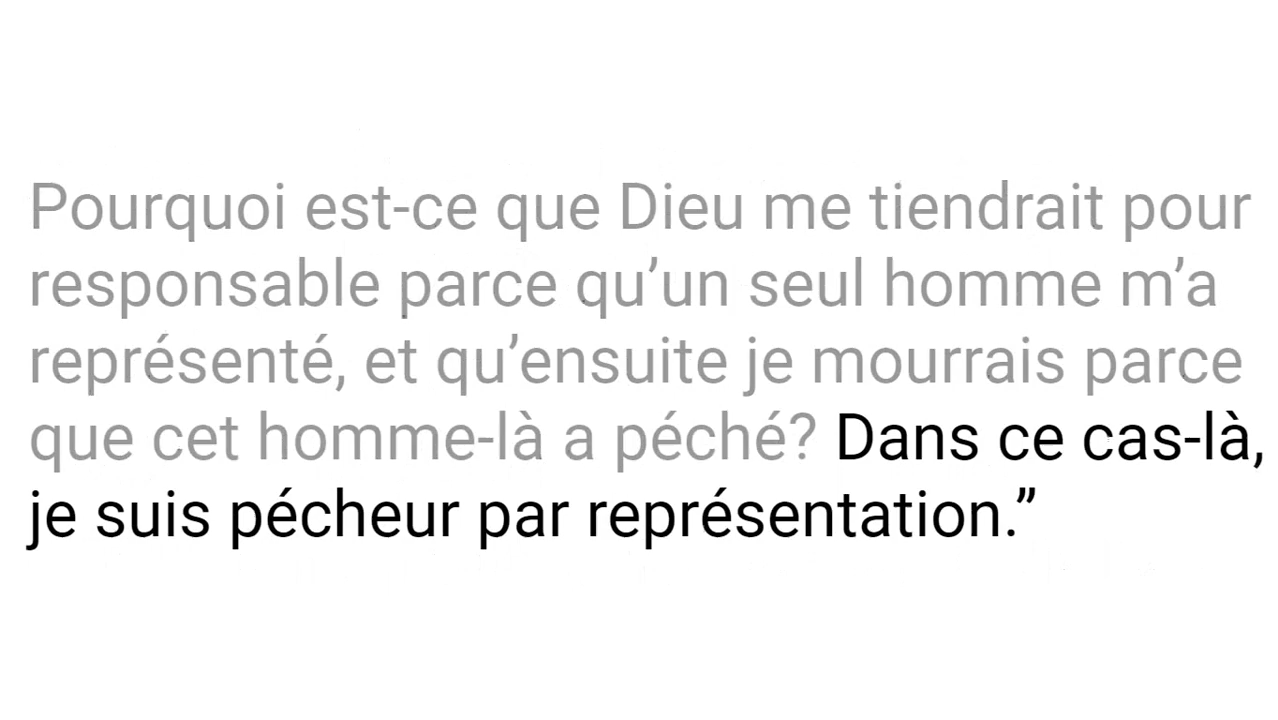 Pourquoi est-ce que Dieu me tiendrait pour
responsable parce qu’un seul homme m’a
représenté, et qu’ensuite je mourrais parce
que cet homme-là a péché? Dans ce cas-là,
je suis pécheur par représentation.”